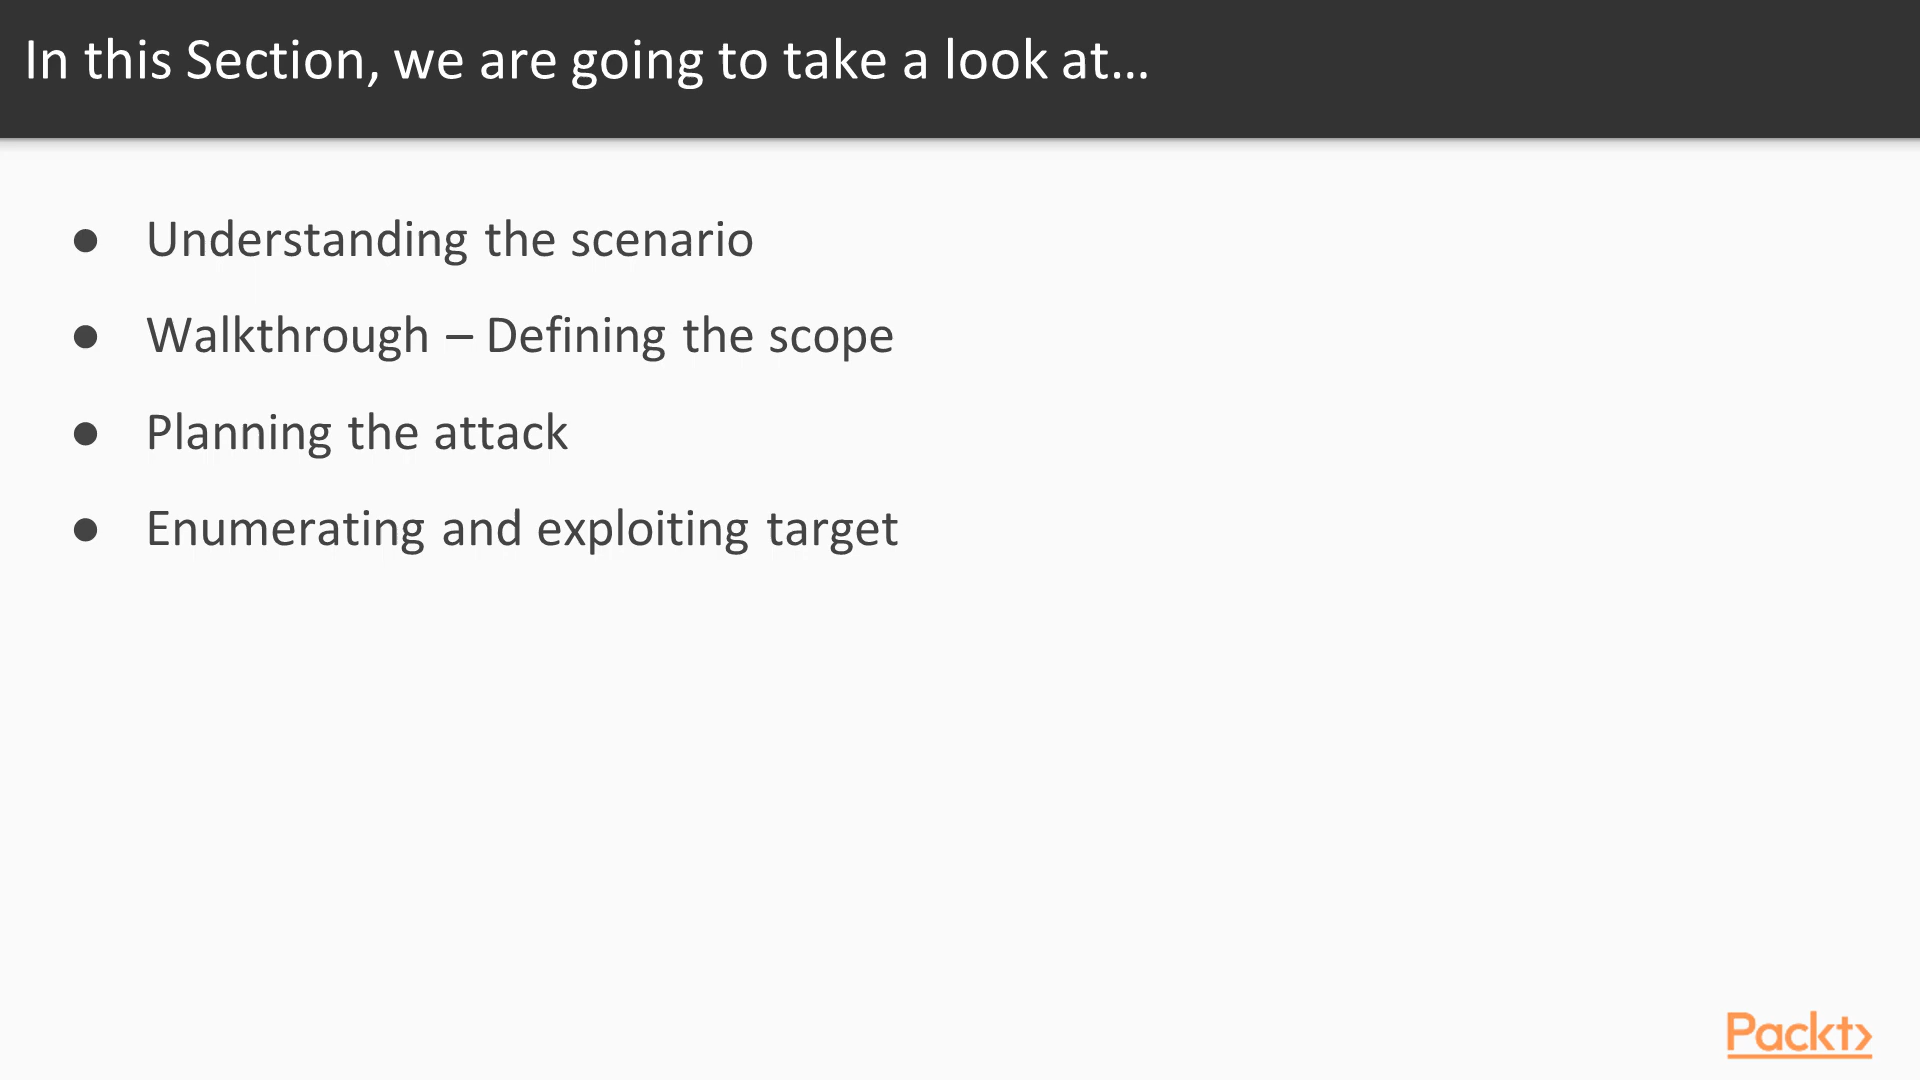 In this Section, we are going to take a look at...
● Understanding the scenario
● Walkthrough – Defining the scope
● Planning the attack
● Enumerating and exploiting target
Packt>